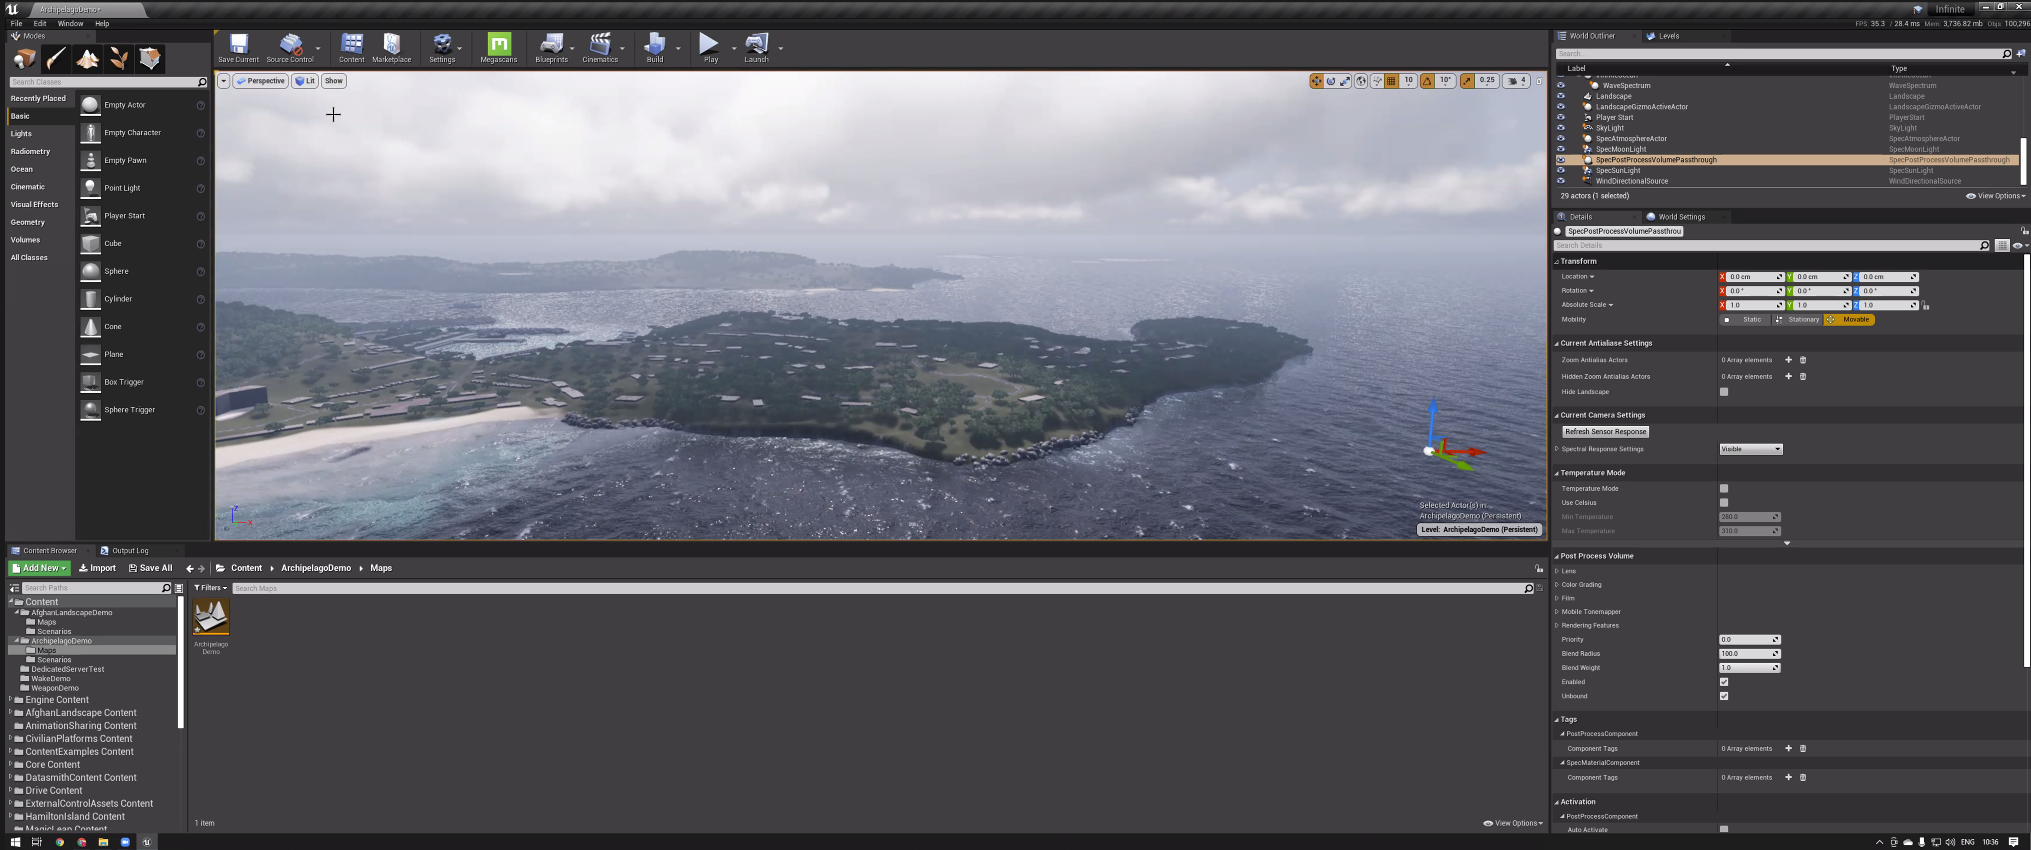 ArchipelagoDemo•
Infinite
File Edit Window Help
FPS: 35.3 / 28.4 ms Mem: 3,736.82 mb Objs: 100,296
Modes
Search Classes
Recently Placed
Basic
Lights
Radiometry
Ocean
Cinematic
Visual Effects
Geometry
Volumes
All Classes
Empty Actor
Empty Character
Empty Pawn
Point Light
Player Start
Cube
Sphere
Cylinder
Cone
Plane
Box Trigger
Sphere Trigger
Save Current Source Control Content Marketplace Settings Megascans Blueprints Cinematics Build Play Launch
Perspective Lit Show
10 10° 0.25 4
Selected Actor(s) in:
ArchipelagoDemo (Persistent)
Level: ArchipelagoDemo (Persistent)
World Outliner Levels
Search...
Label Type
WaveSpectrum WaveSpectrum
Landscape Landscape
LandscapeGizmoActiveActor LandscapeGizmoActiveActor
Player Start PlayerStart
SkyLight SkyLight
SpecAtmosphereActor SpecAtmosphereActor
SpecMoonLight SpecMoonLight
SpecPostProcessVolumePassthrough SpecPostProcessVolumePassthrough
SpecSunLight SpecSunLight
WindDirectionalSource WindDirectionalSource
29 actors (1 selected) View Options
Details World Settings
SpecPostProcessVolumePassthrou
Search Details
Transform
Location X 0.0 cm Y 0.0 cm Z 0.0 cm
Rotation X 0.0 ° Y 0.0 ° Z 0.0 °
Absolute Scale X 1.0 Y 1.0 Z 1.0
Mobility Static Stationary Movable
Current Antialiase Settings
Zoom Antialias Actors 0 Array elements
Hidden Zoom Antialias Actors 0 Array elements
Hide Landscape
Current Camera Settings
Refresh Sensor Response
Spectral Response Settings Visible
Temperature Mode
Temperature Mode
Use Celsius
Min Temperature 280.0
Max Temperature 310.0
Post Process Volume
Lens
Color Grading
Film
Mobile Tonemapper
Rendering Features
Priority 0.0
Blend Radius 100.0
Blend Weight 1.0
Enabled
Unbound
Tags
PostProcessComponent
Component Tags 0 Array elements
SpecMaterialComponent
Component Tags 0 Array elements
Activation
PostProcessComponent
Auto Activate
Content Browser Output Log
Add New Import Save All Content ArchipelagoDemo Maps
Search Paths
Filters Search Maps
Content
AfghanLandscapeDemo
Maps
Scenarios
ArchipelagoDemo
Maps
Scenarios
DedicatedServerTest
WakeDemo
WeaponDemo
Engine Content
AfghanLandscape Content
AnimationSharing Content
CivilianPlatforms Content
ContentExamples Content
Core Content
DatasmithContent Content
Drive Content
ExternalControlAssets Content
HamiltonIsland Content
MagicLeap Content
Archipelago
Demo
1 item View Options
ENG 10:36